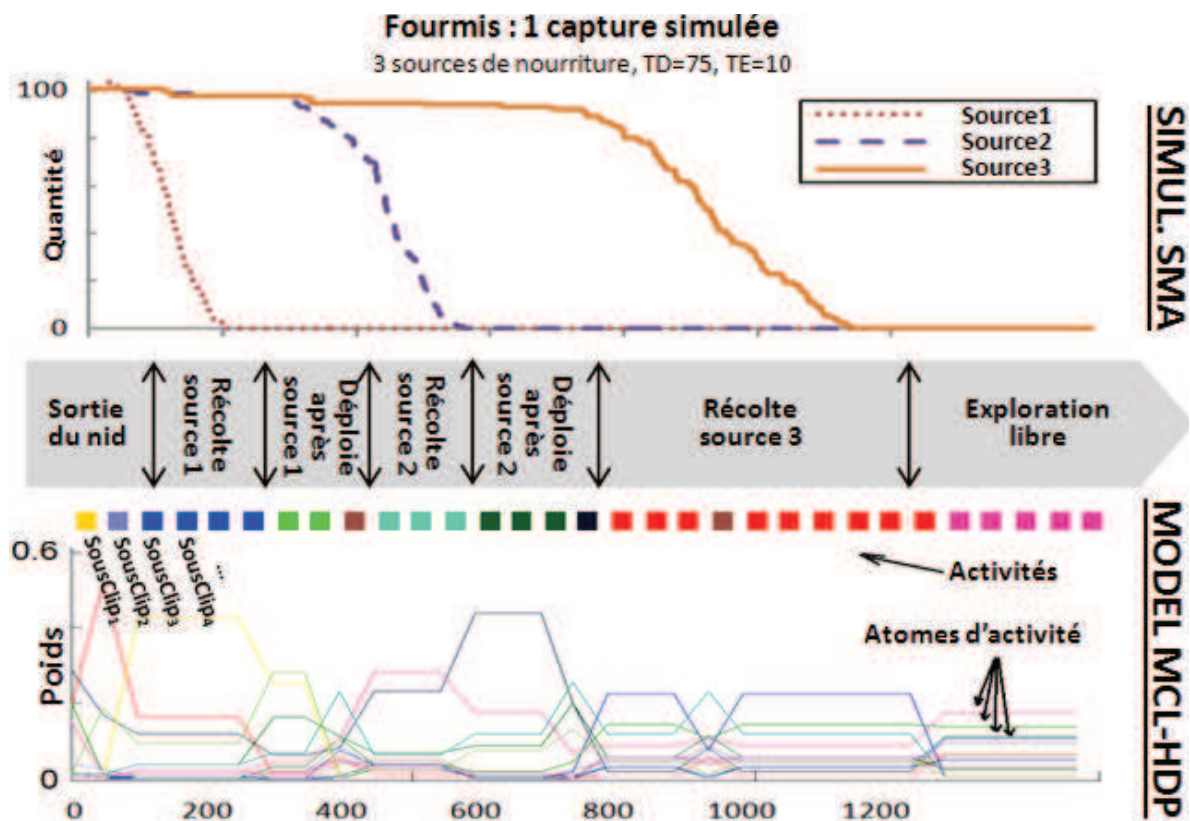 Fourmis : 1 capture simulée
3 sources de nourriture, TD=75, TE=10
100
Quantité
0
Source1
Source2
Source3
SIMUL. SMA
Sortie
du nid
Récolte
source 1
Déploie
après
source 1
Récolte
source 2
Déploie
après
source 2
Récolte
source 3
Exploration
libre
0.6
SousClip1
SousClip2
SousClip3
SousClip4
...
Activités
Atomes d'activité
Poids
0
0 200 400 600 800 1000 1200
MODEL MCL-HDP